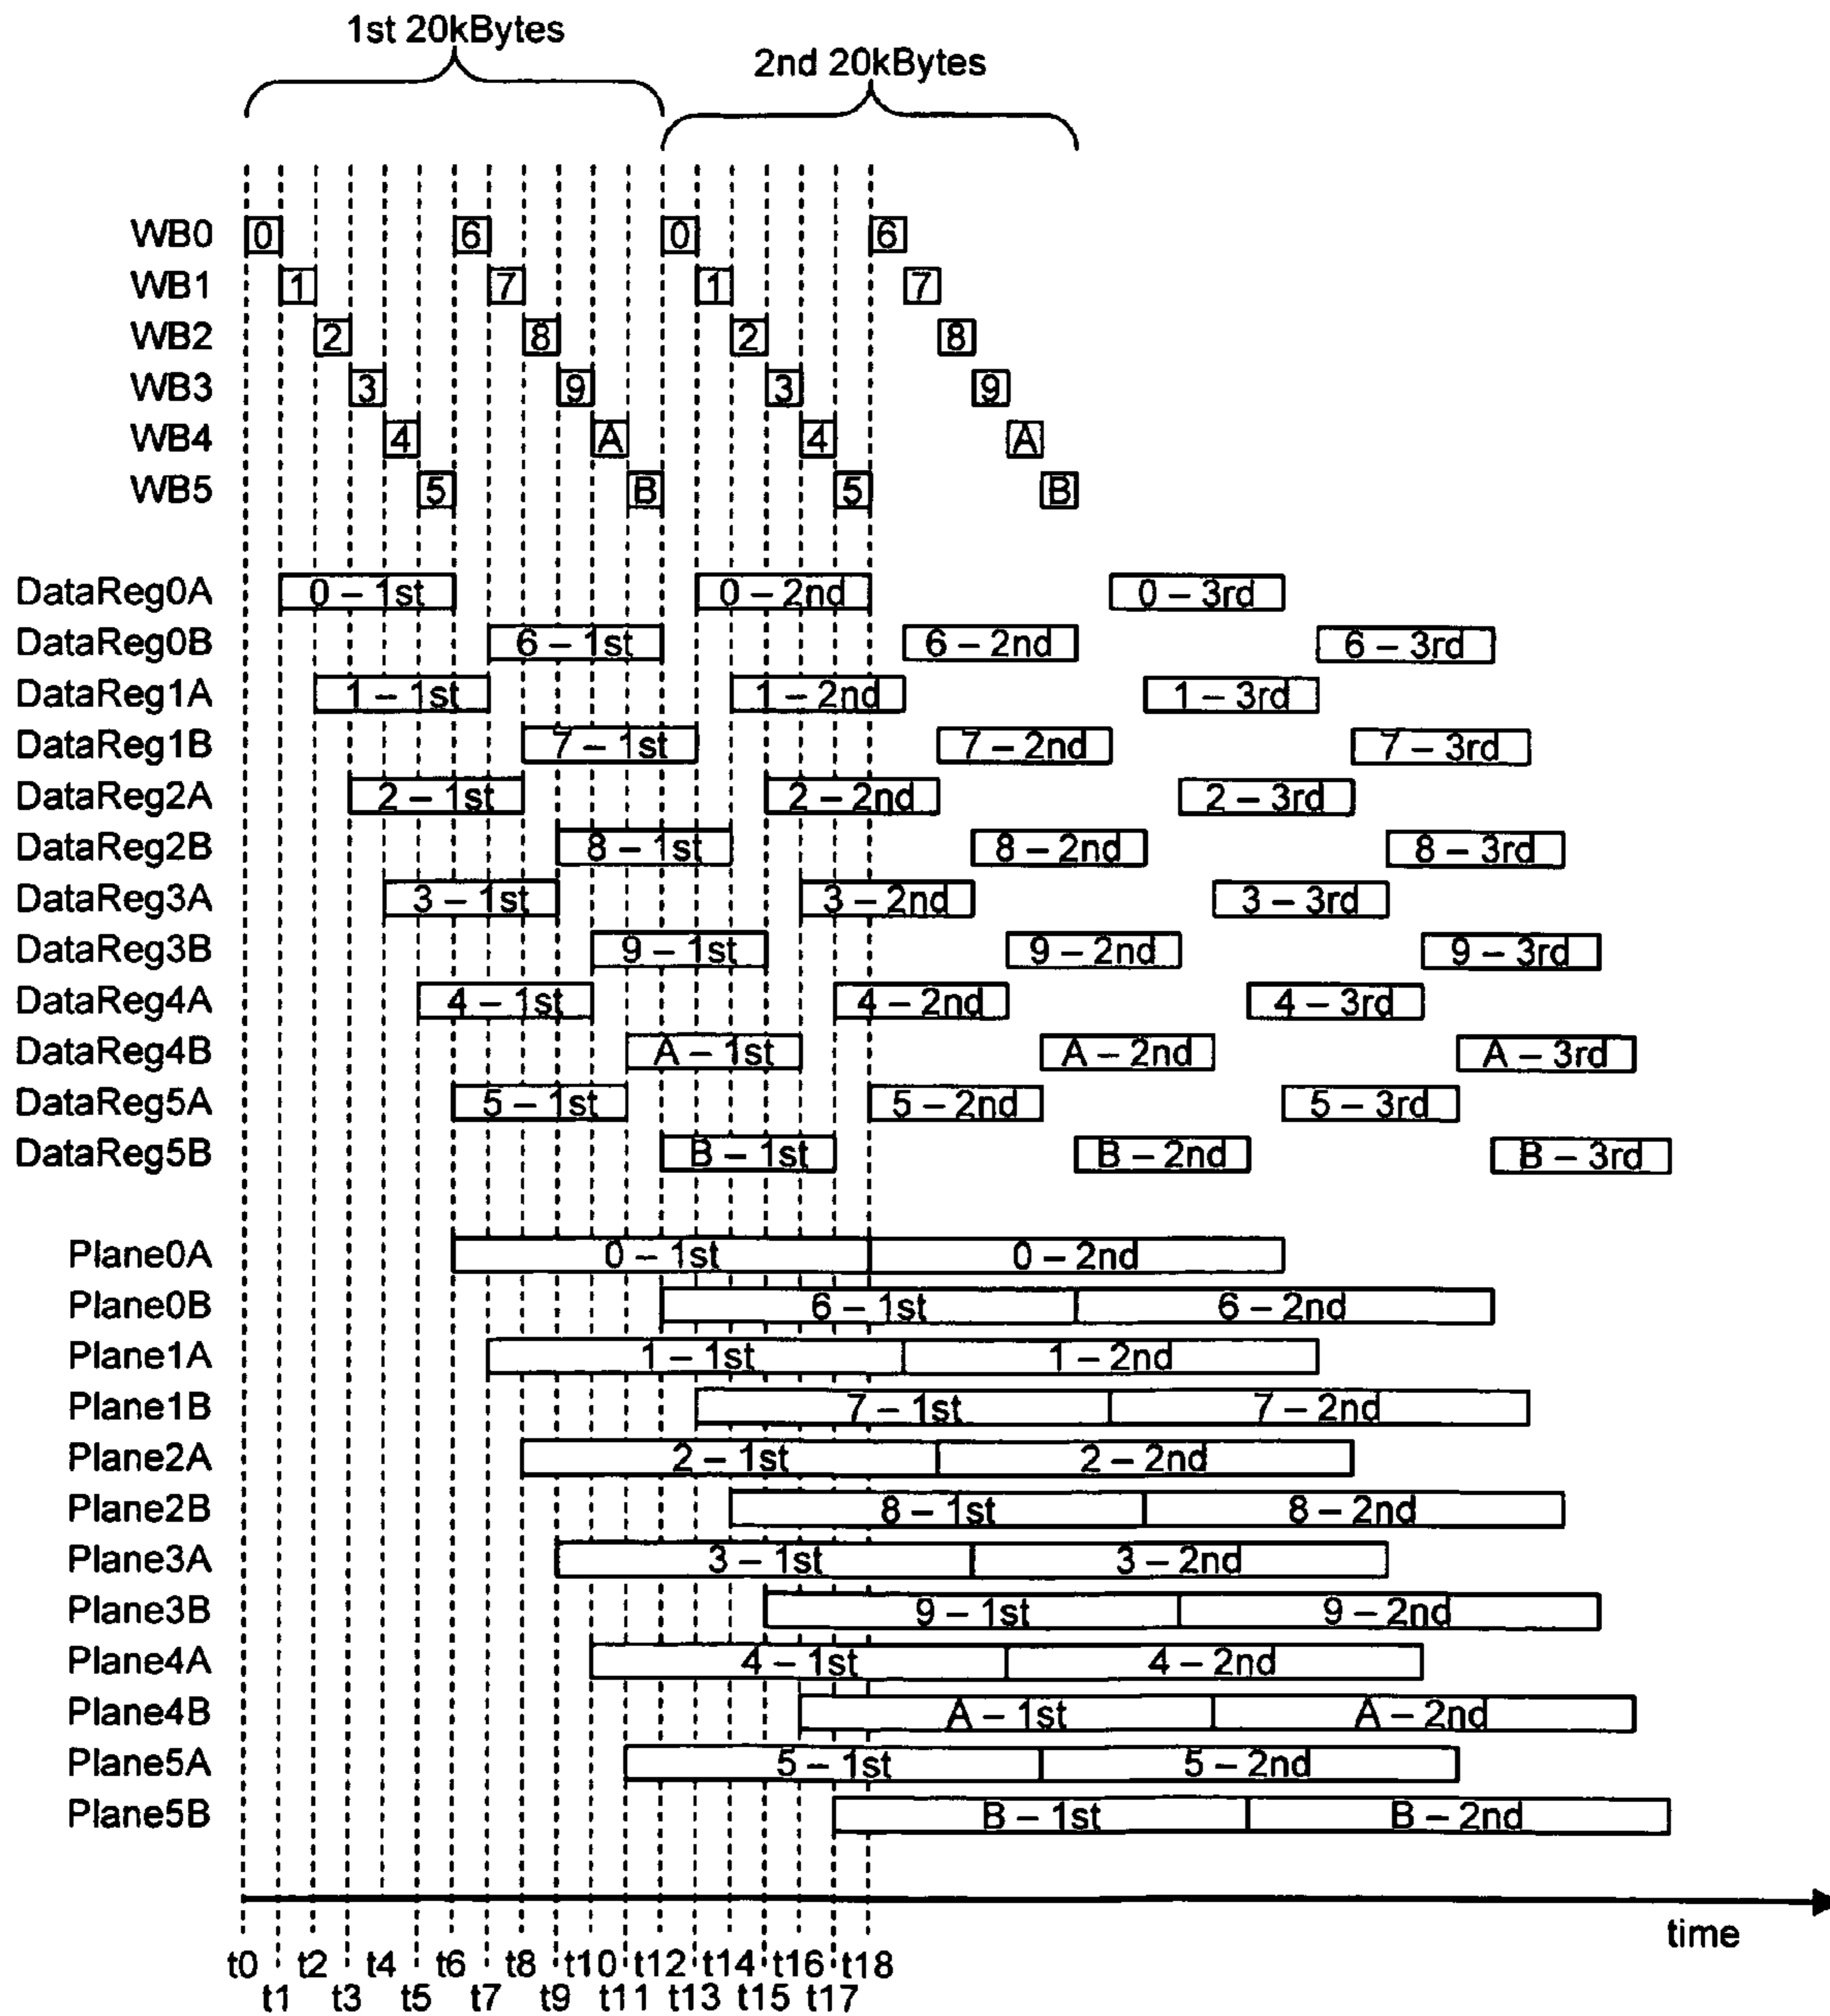 1st 20kBytes
2nd 20kBytes
WB0 0 6 0 6
WB1 1 7 1 7
WB2 2 8 2 8
WB3 3 9 3 9
WB4 4 A 4 A
WB5 5 B 5 B
DataReg0A 0 – 1st 0 – 2nd 0 – 3rd
DataReg0B 6 – 1st 6 – 2nd 6 – 3rd
DataReg1A 1 – 1st 1 – 2nd 1 – 3rd
DataReg1B 7 – 1st 7 – 2nd 7 – 3rd
DataReg2A 2 – 1st 2 – 2nd 2 – 3rd
DataReg2B 8 – 1st 8 – 2nd 8 – 3rd
DataReg3A 3 – 1st 3 – 2nd 3 – 3rd
DataReg3B 9 – 1st 9 – 2nd 9 – 3rd
DataReg4A 4 – 1st 4 – 2nd 4 – 3rd
DataReg4B A – 1st A – 2nd A – 3rd
DataReg5A 5 – 1st 5 – 2nd 5 – 3rd
DataReg5B B – 1st B – 2nd B – 3rd
Plane0A 0 – 1st 0 – 2nd
Plane0B 6 – 1st 6 – 2nd
Plane1A 1 – 1st 1 – 2nd
Plane1B 7 – 1st 7 – 2nd
Plane2A 2 – 1st 2 – 2nd
Plane2B 8 – 1st 8 – 2nd
Plane3A 3 – 1st 3 – 2nd
Plane3B 9 – 1st 9 – 2nd
Plane4A 4 – 1st 4 – 2nd
Plane4B A – 1st A – 2nd
Plane5A 5 – 1st 5 – 2nd
Plane5B B – 1st B – 2nd
time
t0 t2 t4 t6 t8 t10 t12 t14 t16 t18
t1 t3 t5 t7 t9 t11 t13 t15 t17